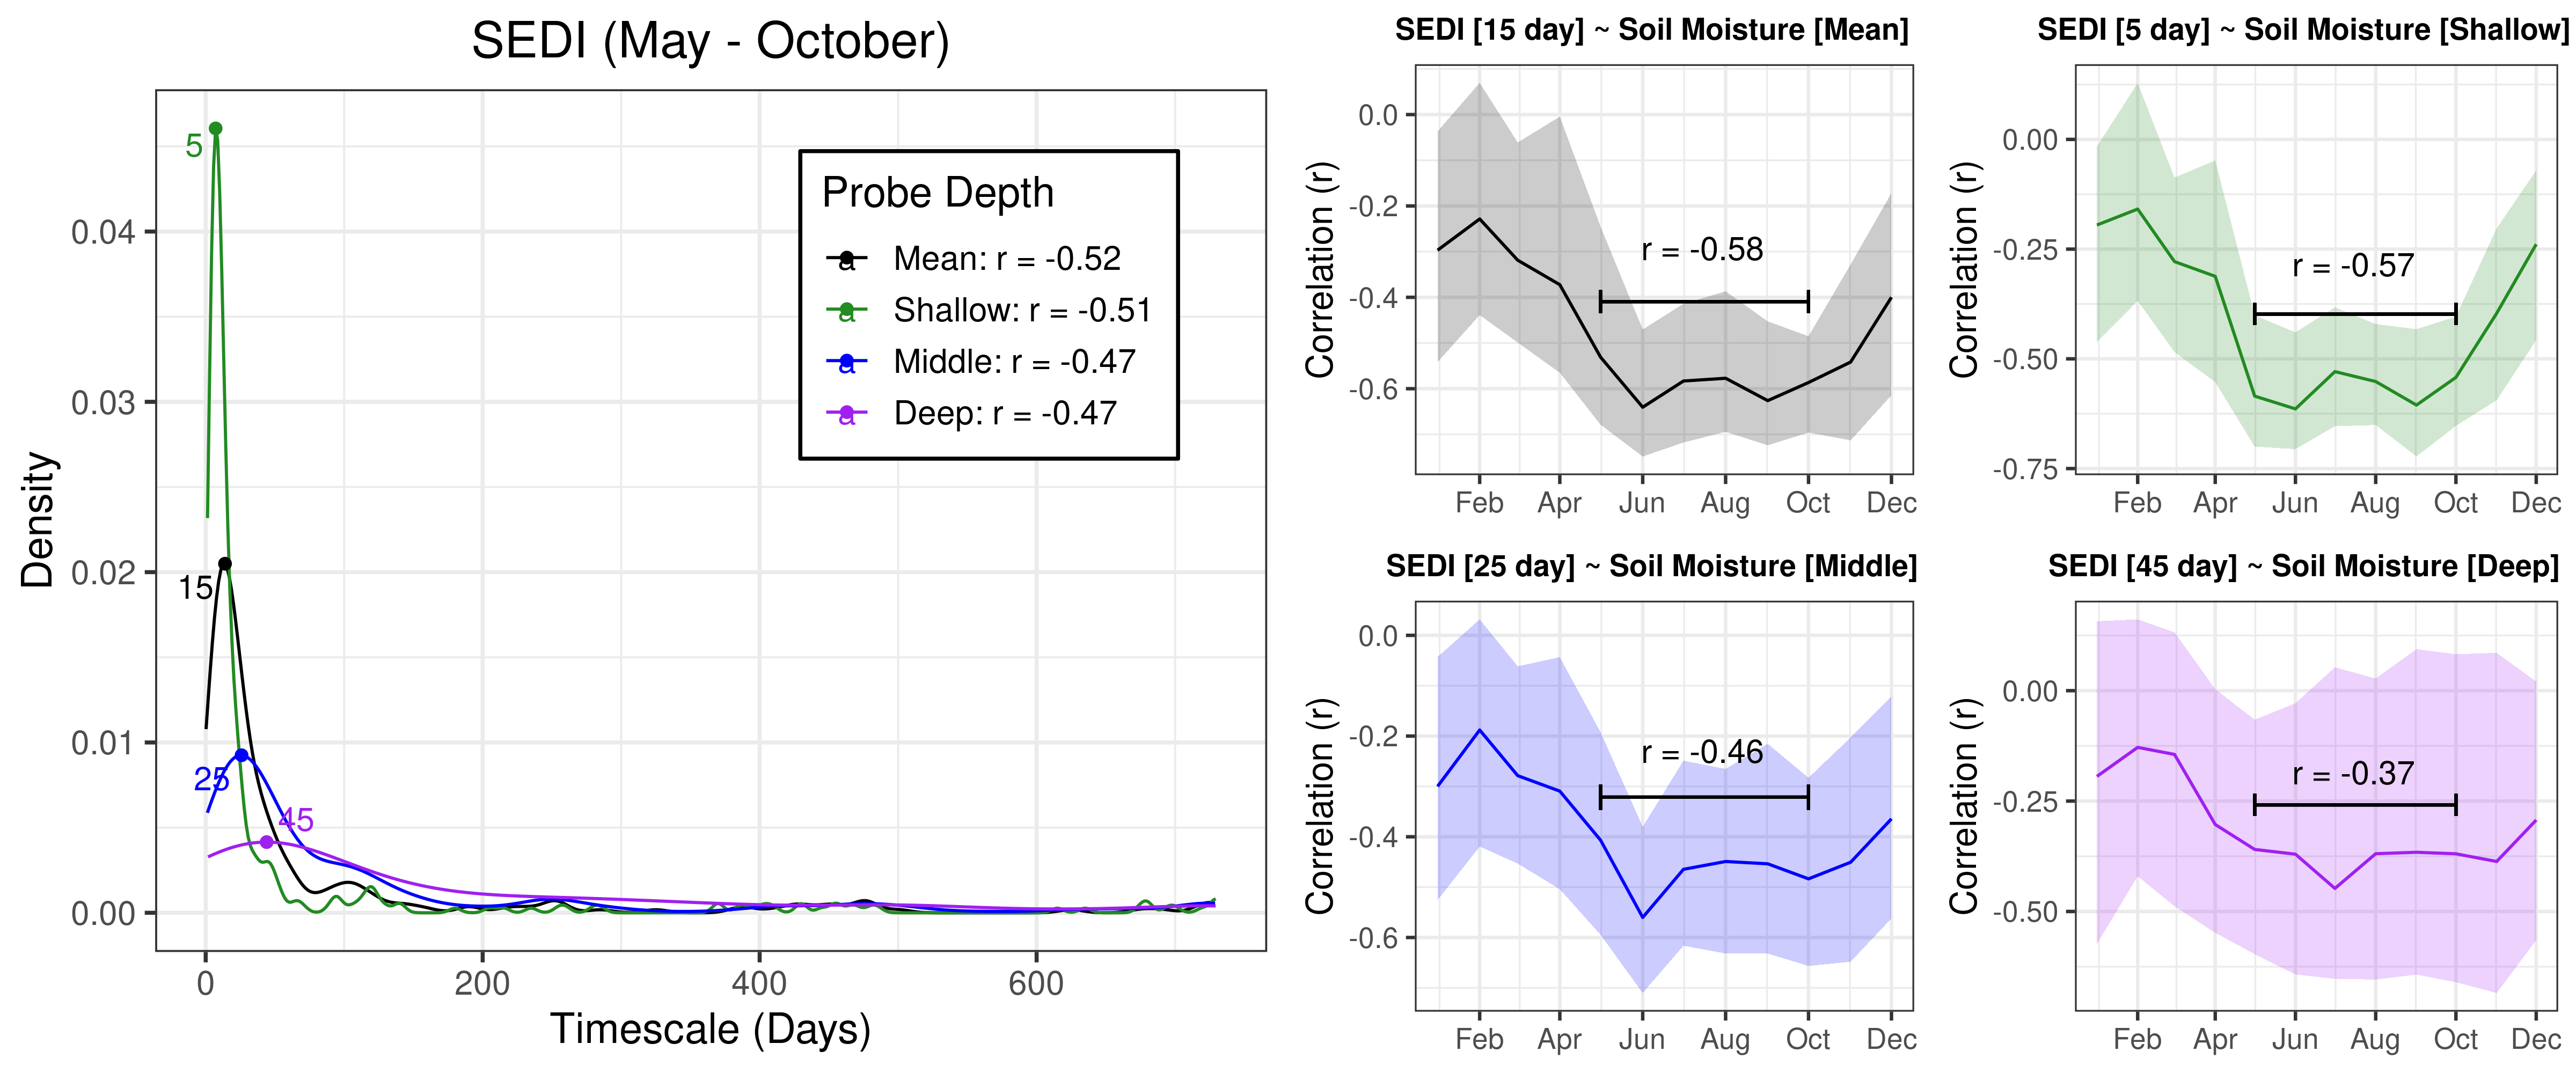 SEDI (May - October)
Density
0.04
0.03
0.02
0.01
0.00
0
200
400
600
Timescale (Days)
5
15
25
45
Probe Depth
a Mean: r = -0.52
a Shallow: r = -0.51
a Middle: r = -0.47
a Deep: r = -0.47
SEDI [15 day] ~ Soil Moisture [Mean]
Correlation (r)
0.0
-0.2
-0.4
-0.6
r = -0.58
Feb Apr Jun Aug Oct Dec
SEDI [5 day] ~ Soil Moisture [Shallow]
Correlation (r)
0.00
-0.25
-0.50
-0.75
r = -0.57
Feb Apr Jun Aug Oct Dec
SEDI [25 day] ~ Soil Moisture [Middle]
Correlation (r)
0.0
-0.2
-0.4
-0.6
r = -0.46
Feb Apr Jun Aug Oct Dec
SEDI [45 day] ~ Soil Moisture [Deep]
Correlation (r)
0.00
-0.25
-0.50
r = -0.37
Feb Apr Jun Aug Oct Dec